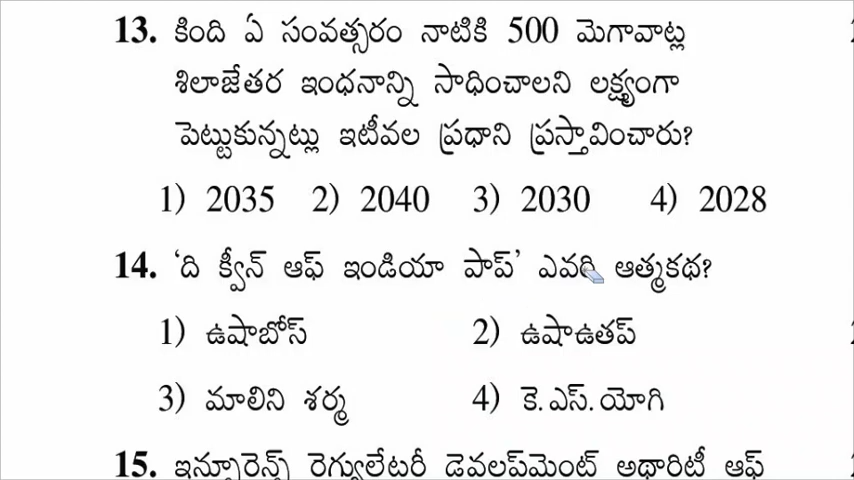 13. కింది ఏ సంవత్సరం నాటికి 500 మెగావాట్ల
శిలాజేతర ఇంధనాన్ని సాధించాలని లక్ష్యంగా
పెట్టుకున్నట్లు ఇటీవల ప్రధాని ప్రస్తావించారు?
1) 2035 2) 2040 3) 2030 4) 2028
14. 'ది క్వీన్ ఆఫ్ ఇండియా పాప్' ఎవరి ఆత్మకథ?
1) ఉషాబోస్ 2) ఉషాఉతప్
3) మాలిని శర్మ 4) కె.ఎస్.యోగి
15. ఇన్సూరెన్స్ రెగ్యులేటరీ డెవలప్‌మెంట్ అథారిటీ ఆఫ్